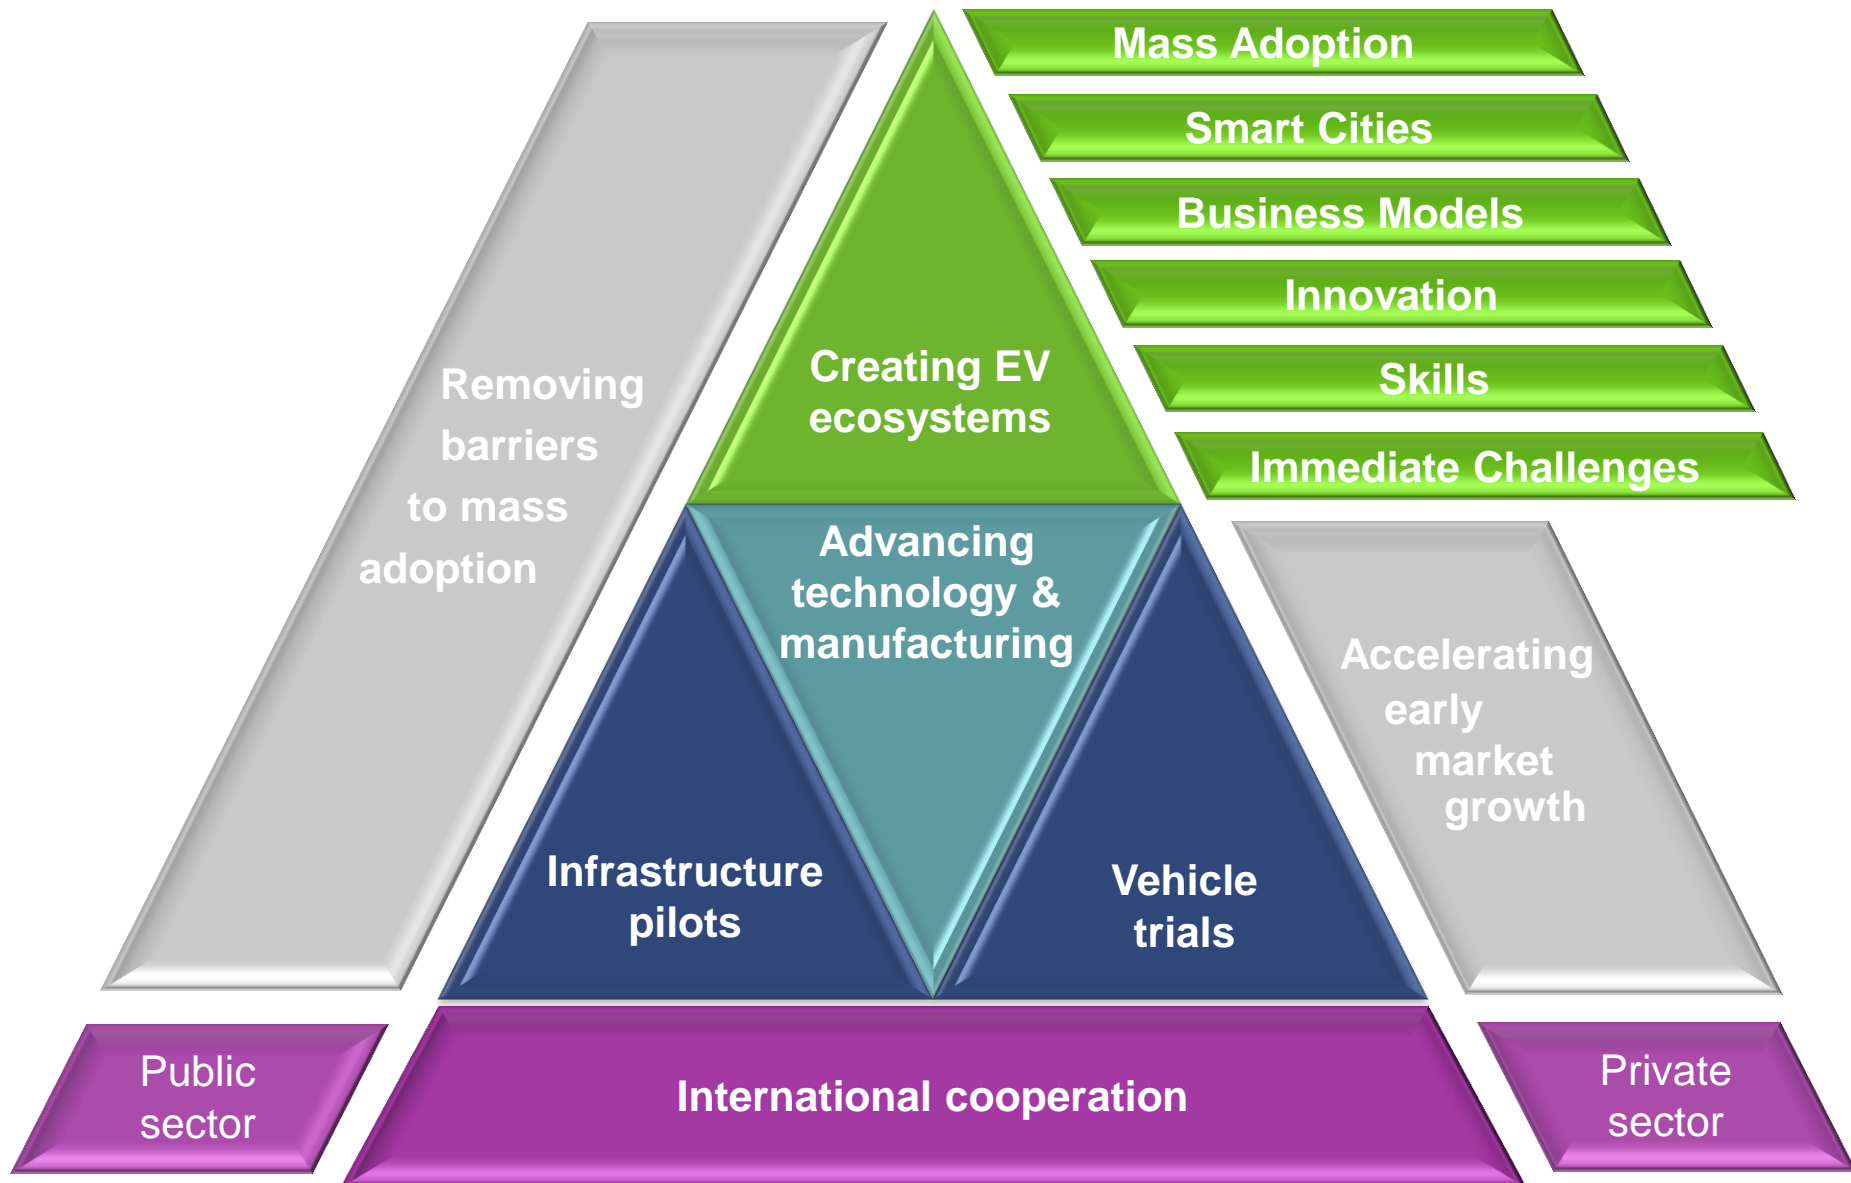 Mass Adoption
Smart Cities
Business Models
Innovation
Skills
Immediate Challenges
Removing
barriers
to mass
adoption
Creating EV
ecosystems
Advancing
technology &
manufacturing
Accelerating
early
market
growth
Infrastructure
pilots
Vehicle
trials
Public
sector
International cooperation
Private
sector